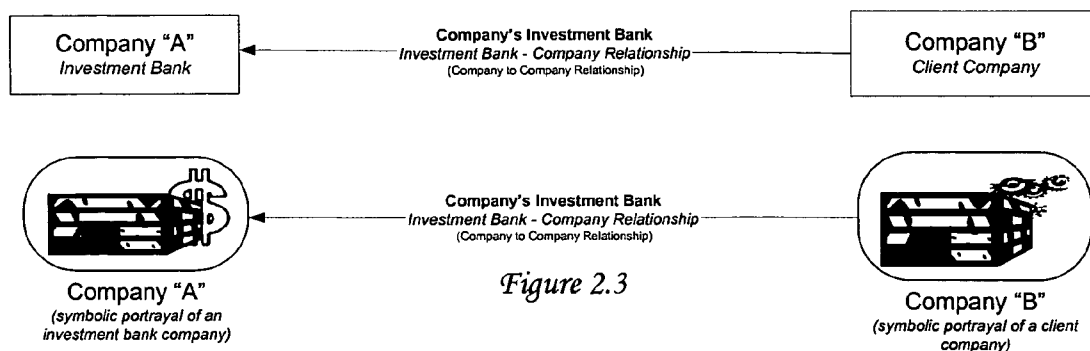 Company "A"
Investment Bank
Company's Investment Bank
Investment Bank - Company Relationship
(Company to Company Relationship)
Company "B"
Client Company
Company's Investment Bank
Investment Bank - Company Relationship
(Company to Company Relationship)
Figure 2.3
Company "A"
(symbolic portrayal of an
investment bank company)
Company "B"
(symbolic portrayal of a client
company)